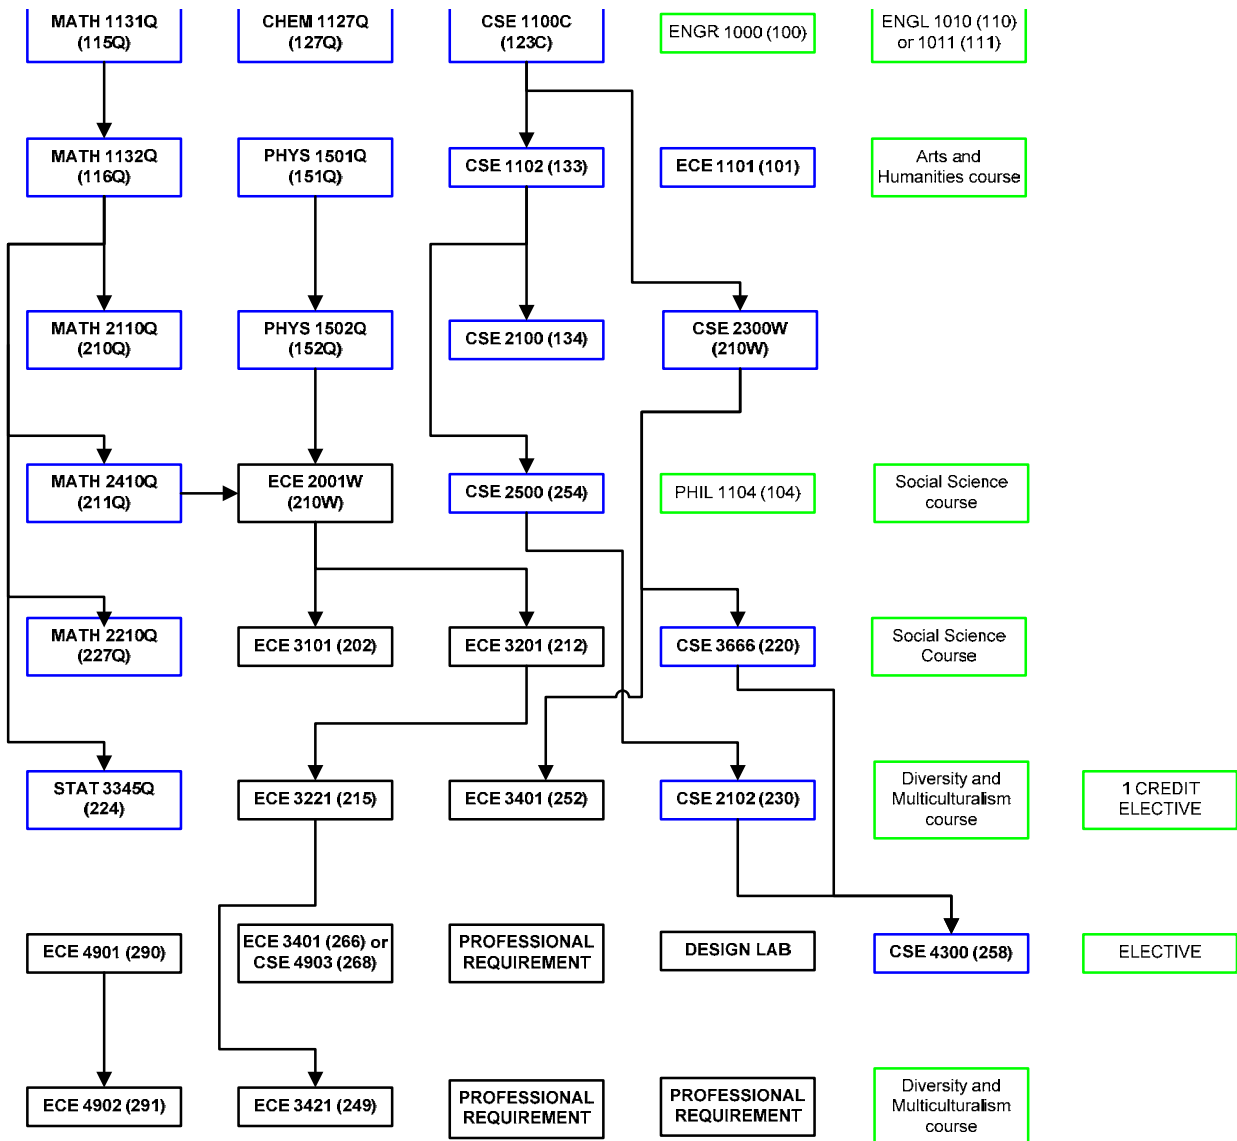 MATH 1131Q
(115Q)
CHEM 1127Q
(127Q)
CSE 1100C
(123C)
ENGR 1000 (100)
ENGL 1010 (110)
or 1011 (111)
MATH 1132Q
(116Q)
PHYS 1501Q
(151Q)
CSE 1102 (133)
ECE 1101 (101)
Arts and
Humanities course
MATH 2110Q
(210Q)
PHYS 1502Q
(152Q)
CSE 2100 (134)
CSE 2300W
(210W)
MATH 2410Q
(211Q)
ECE 2001W
(210W)
CSE 2500 (254)
PHIL 1104 (104)
Social Science
course
MATH 2210Q
(227Q)
ECE 3101 (202)
ECE 3201 (212)
CSE 3666 (220)
Social Science
Course
STAT 3345Q
(224)
ECE 3221 (215)
ECE 3401 (252)
CSE 2102 (230)
Diversity and
Multiculturalism
course
1 CREDIT
ELECTIVE
ECE 4901 (290)
ECE 3401 (266) or
CSE 4903 (268)
PROFESSIONAL
REQUIREMENT
DESIGN LAB
CSE 4300 (258)
ELECTIVE
ECE 4902 (291)
ECE 3421 (249)
PROFESSIONAL
REQUIREMENT
PROFESSIONAL
REQUIREMENT
Diversity and
Multiculturalism
course